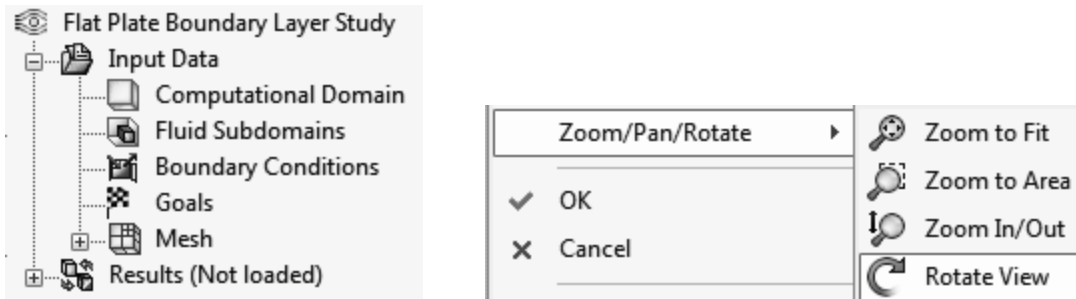 Flat Plate Boundary Layer Study
Input Data
Computational Domain
Fluid Subdomains
Boundary Conditions
Goals
Mesh
Results (Not loaded)
Zoom/Pan/Rotate
OK
Cancel
Zoom to Fit
Zoom to Area
Zoom In/Out
Rotate View